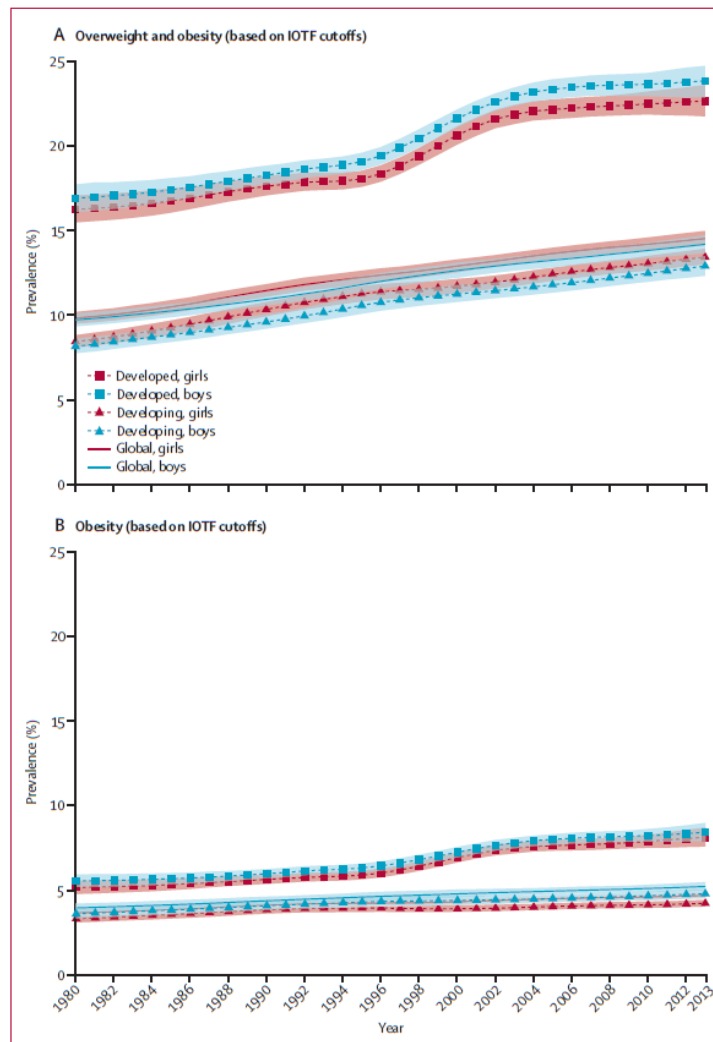 A Overweight and obesity (based on IOTF cutoffs)
25
20
15
10
5
0
Prevalence (%)
Developed, girls
Developed, boys
Developing, girls
Developing, boys
Global, girls
Global, boys
B Obesity (based on IOTF cutoffs)
25
20
15
10
5
0
Prevalence (%)
1980 1982 1984 1986 1988 1990 1992 1994 1996 1998 2000 2002 2004 2006 2008 2010 2012 2013
Year